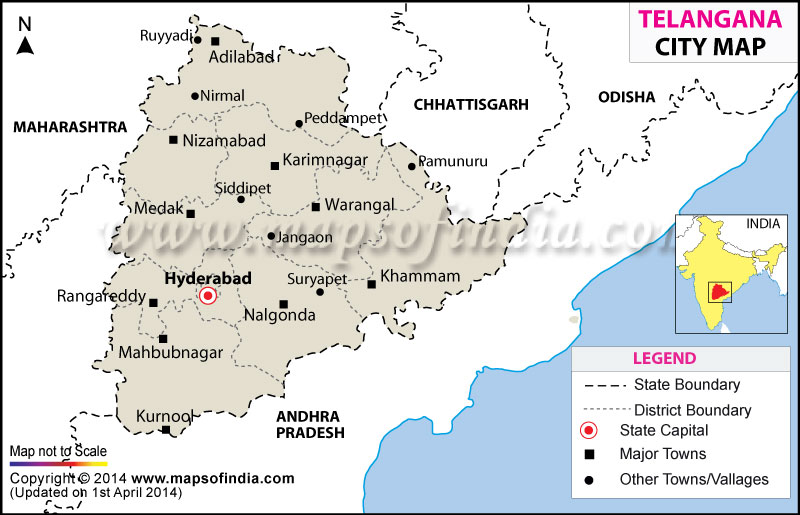 N
TELANGANA
CITY MAP
Ruyyadi
Adilabad
Nirmal
Peddampet
CHHATTISGARH
ODISHA
MAHARASHTRA
Nizamabad
Karimnagar
Pamunuru
Siddipet
Medak
Warangal
www.mapsofindia.com
Jangaon
INDIA
Hyderabad
Suryapet
Khammam
Rangareddy
Nalgonda
Mahbubnagar
Kurnool
ANDHRA
PRADESH
LEGEND
State Boundary
District Boundary
State Capital
Major Towns
Other Towns/Vallages
Map not to Scale
Copyright © 2014 www.mapsofindia.com
(Updated on 1st April 2014)